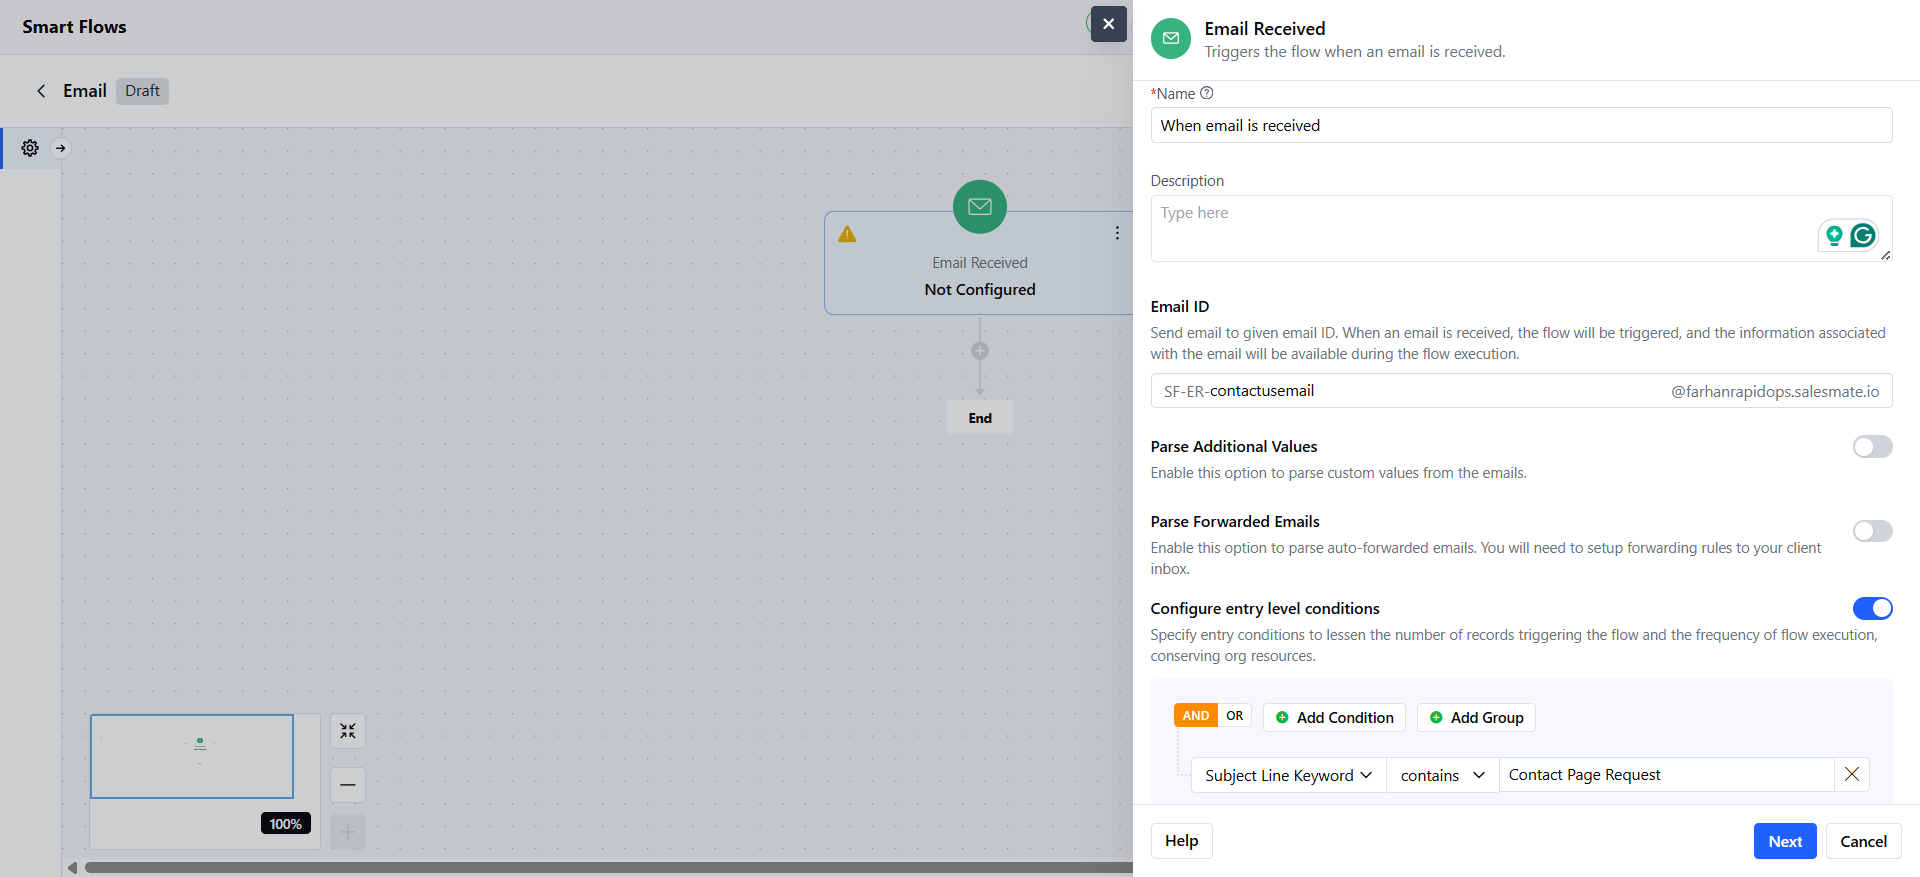 Smart Flows
Email
Draft
Email Received
Not Configured
End
100%
Email Received
Triggers the flow when an email is received.
*Name
When email is received
Description
Type here
Email ID
Send email to given email ID. When an email is received, the flow will be triggered, and the information associated
with the email will be available during the flow execution.
SF-ER-contactusemail @farhanrapidops.salesmate.io
Parse Additional Values
Enable this option to parse custom values from the emails.
Parse Forwarded Emails
Enable this option to parse auto-forwarded emails. You will need to setup forwarding rules to your client
inbox.
Configure entry level conditions
Specify entry conditions to lessen the number of records triggering the flow and the frequency of flow execution,
conserving org resources.
AND OR Add Condition Add Group
Subject Line Keyword contains Contact Page Request
Help Next Cancel